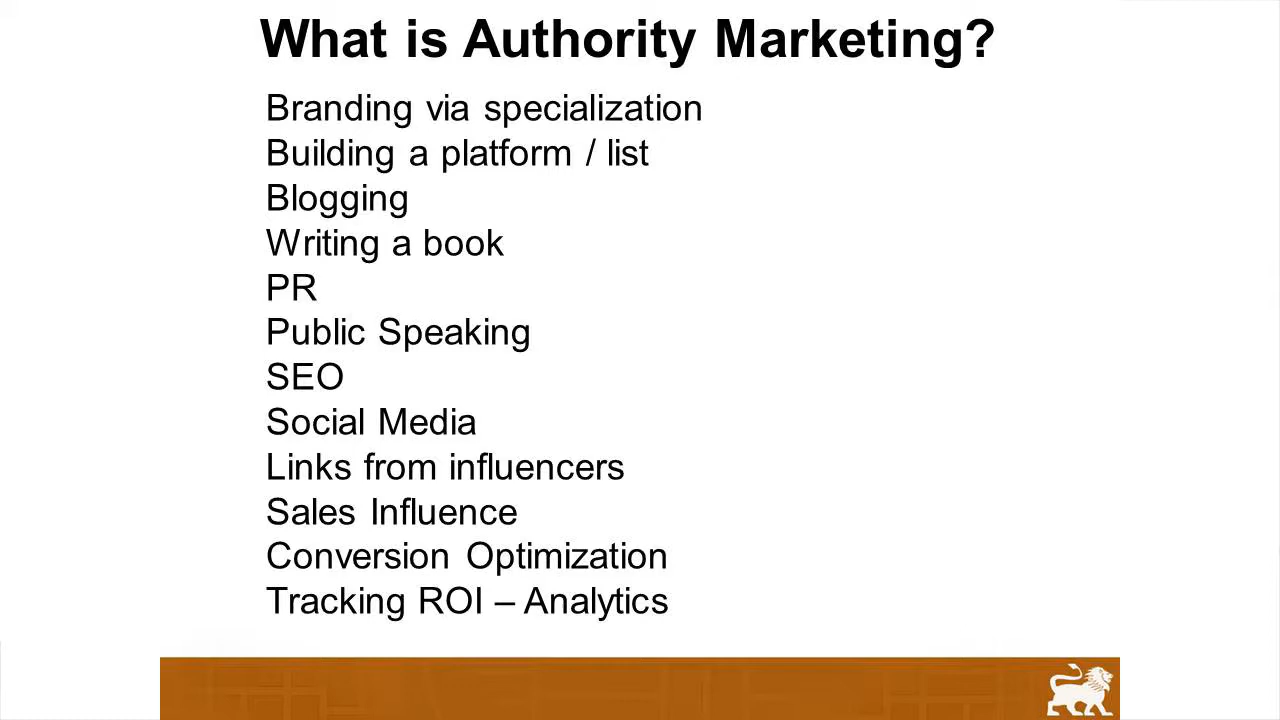 What is Authority Marketing?
Branding via specialization
Building a platform / list
Blogging
Writing a book
PR
Public Speaking
SEO
Social Media
Links from influencers
Sales Influence
Conversion Optimization
Tracking ROI – Analytics